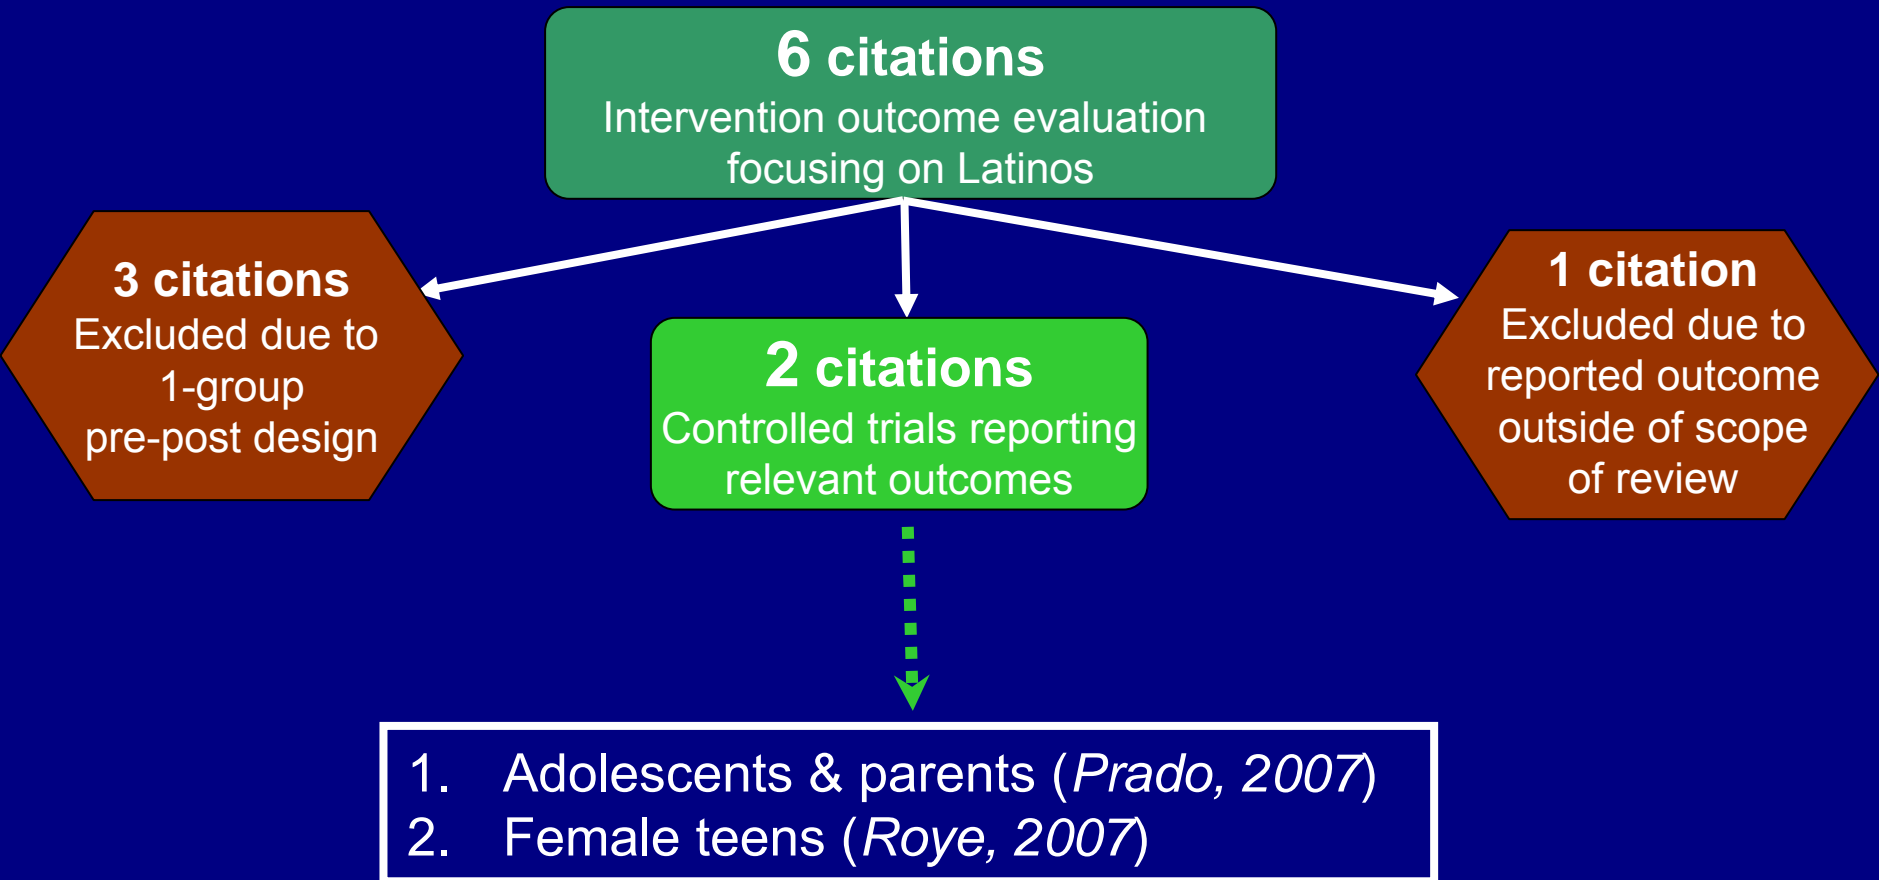 6 citations
Intervention outcome evaluation
focusing on Latinos
3 citations
Excluded due to
1-group
pre-post design
2 citations
Controlled trials reporting
relevant outcomes
1 citation
Excluded due to
reported outcome
outside of scope
of review
1. Adolescents & parents (Prado, 2007)
2. Female teens (Roye, 2007)